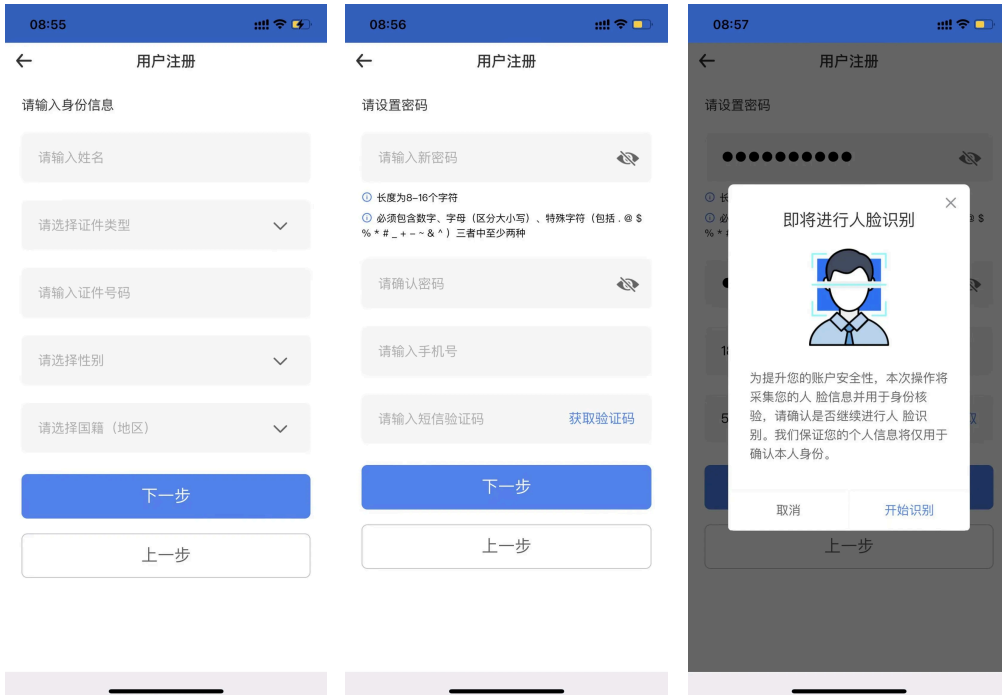 08:55
用户注册
请输入身份信息
请输入姓名
请选择证件类型
请输入证件号码
请选择性别
请选择国籍（地区）
下一步
上一步
08:56
用户注册
请设置密码
请输入新密码
长度为8-16个字符
必须包含数字、字母（区分大小写）、特殊字符（包括 . @ $
% * # _ + – ~ & ^ ）三者中至少两种
请确认密码
请输入手机号
请输入短信验证码 获取验证码
下一步
上一步
08:57
用户注册
请设置密码
即将进行人脸识别
为提升您的账户安全性，本次操作将
采集您的人 脸信息并用于身份核
验，请确认是否继续进行人 脸识
别。我们保证您的个人信息将仅用于
确认本人身份。
取消 开始识别
上一步